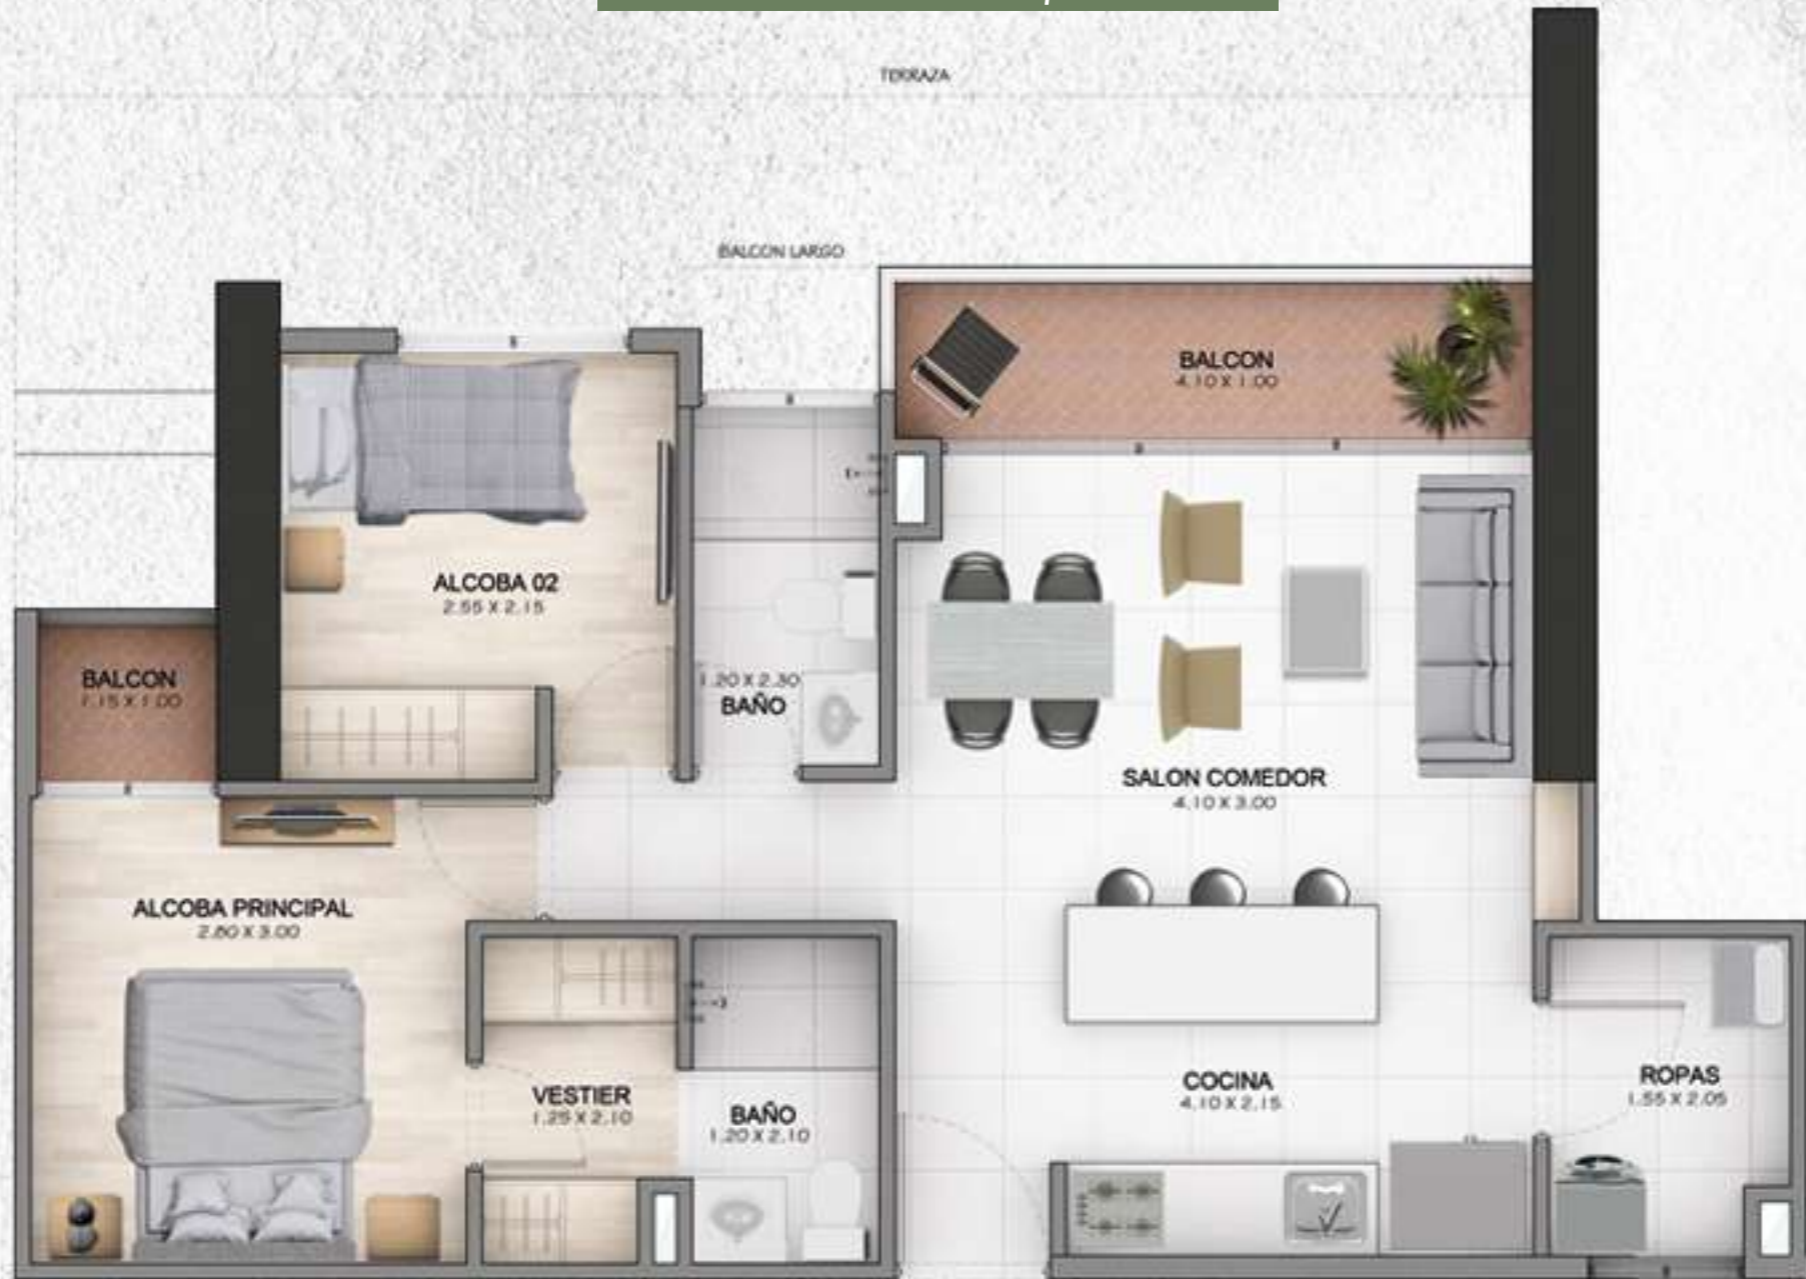 TERRAZA
BALCON LARGO
BALCON
4.10 X 1.00
ALCOBA 02
2.55 X 2.15
BALCON
1.15 X 1.00
1.20 X 2.30
BAÑO
SALON COMEDOR
4.10 X 3.00
ALCOBA PRINCIPAL
2.80 X 3.00
VESTIER
1.25 X 2.10
BAÑO
1.20 X 2.10
COCINA
4.10 X 2.15
ROPAS
1.55 X 2.05